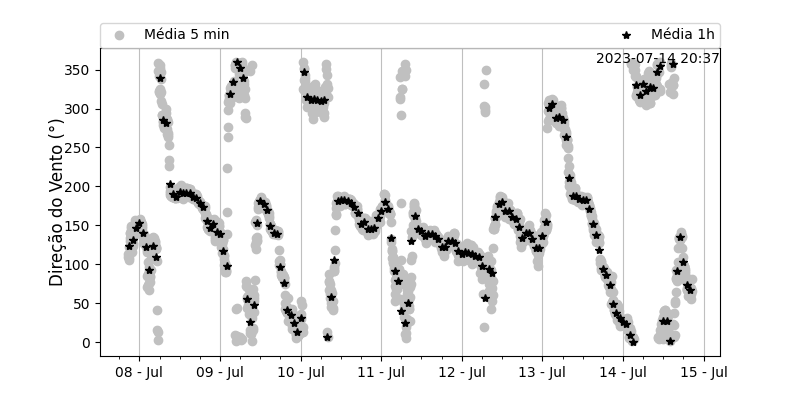 Média 5 min
Média 1h
2023-07-14 20:37
Direção do Vento (°)
350
300
250
200
150
100
50
0
08 - Jul
09 - Jul
10 - Jul
11 - Jul
12 - Jul
13 - Jul
14 - Jul
15 - Jul